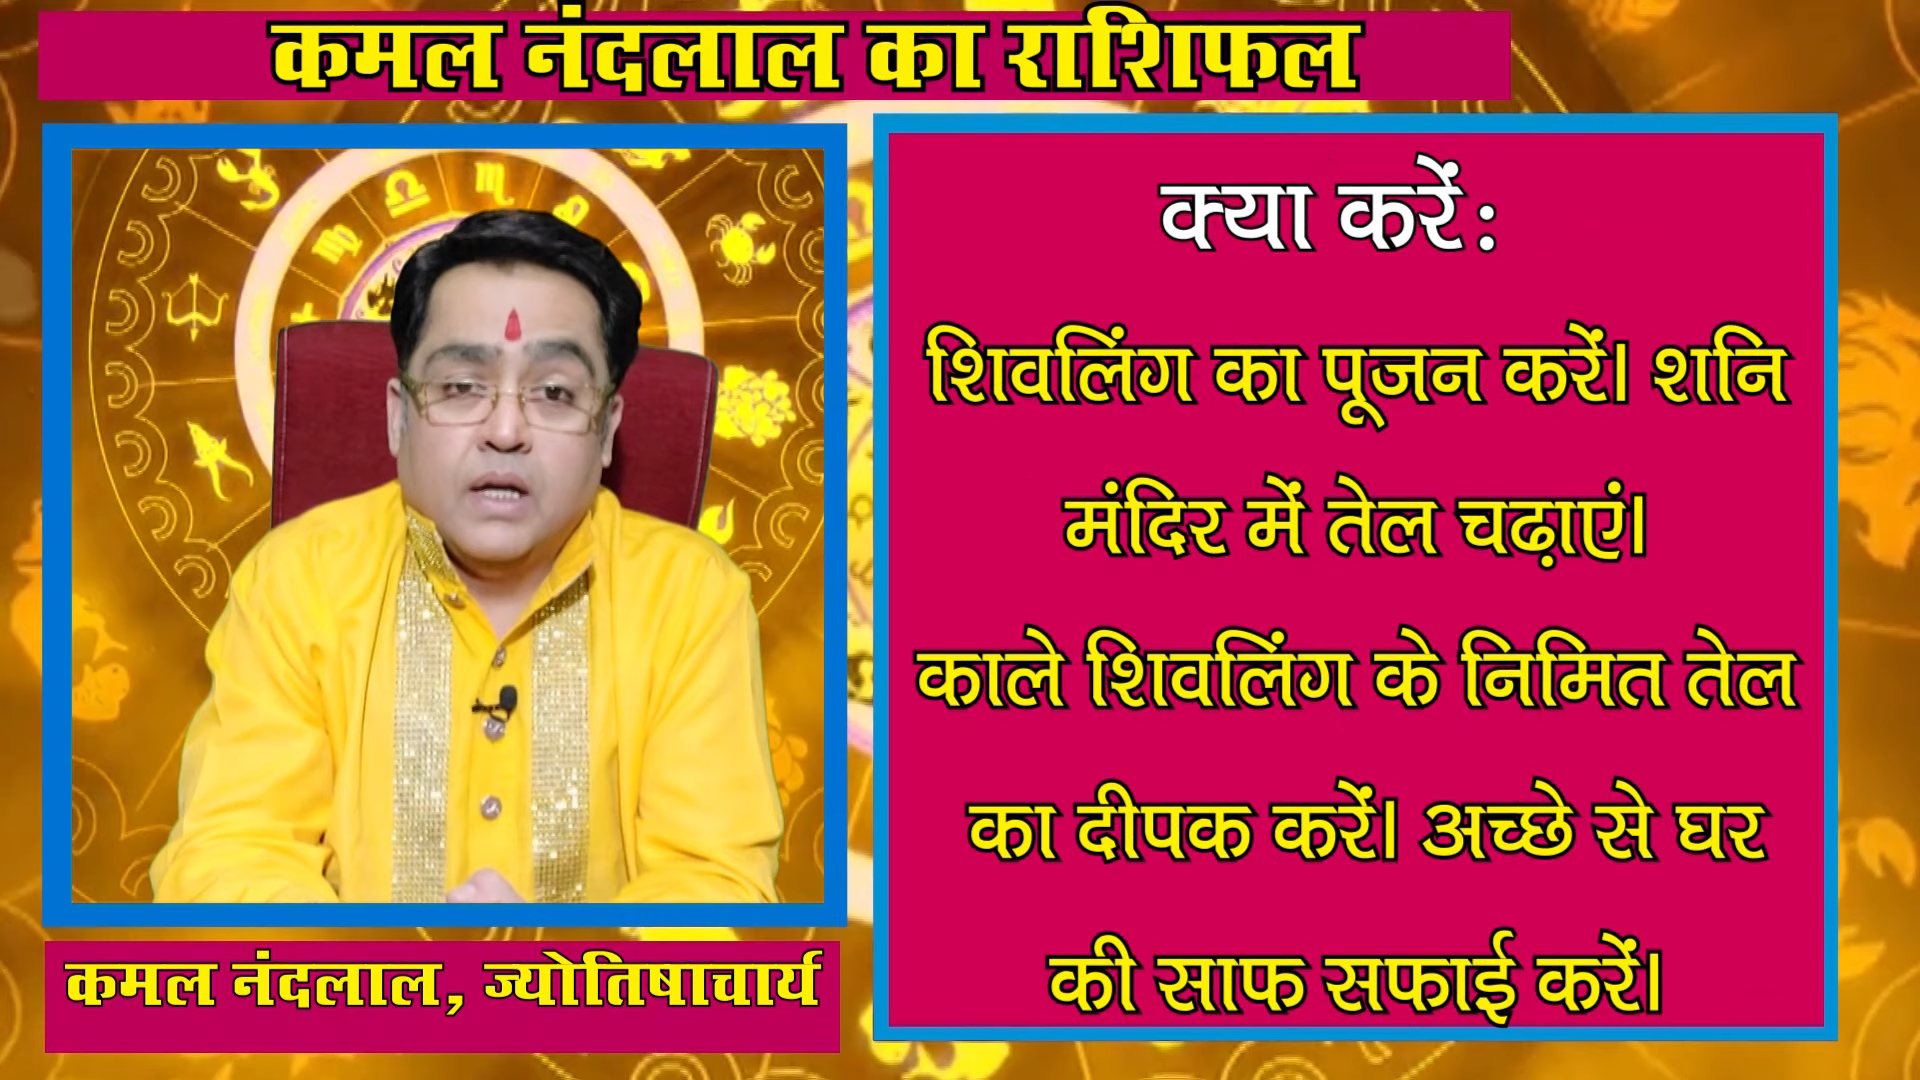 कमल नंदलाल का राशिफल
क्या करें:
शिवलिंग का पूजन करें। शनि
मंदिर में तेल चढ़ाएं।
काले शिवलिंग के निमित तेल
का दीपक करें। अच्छे से घर
की साफ सफाई करें।
कमल नंदलाल, ज्योतिषाचार्य